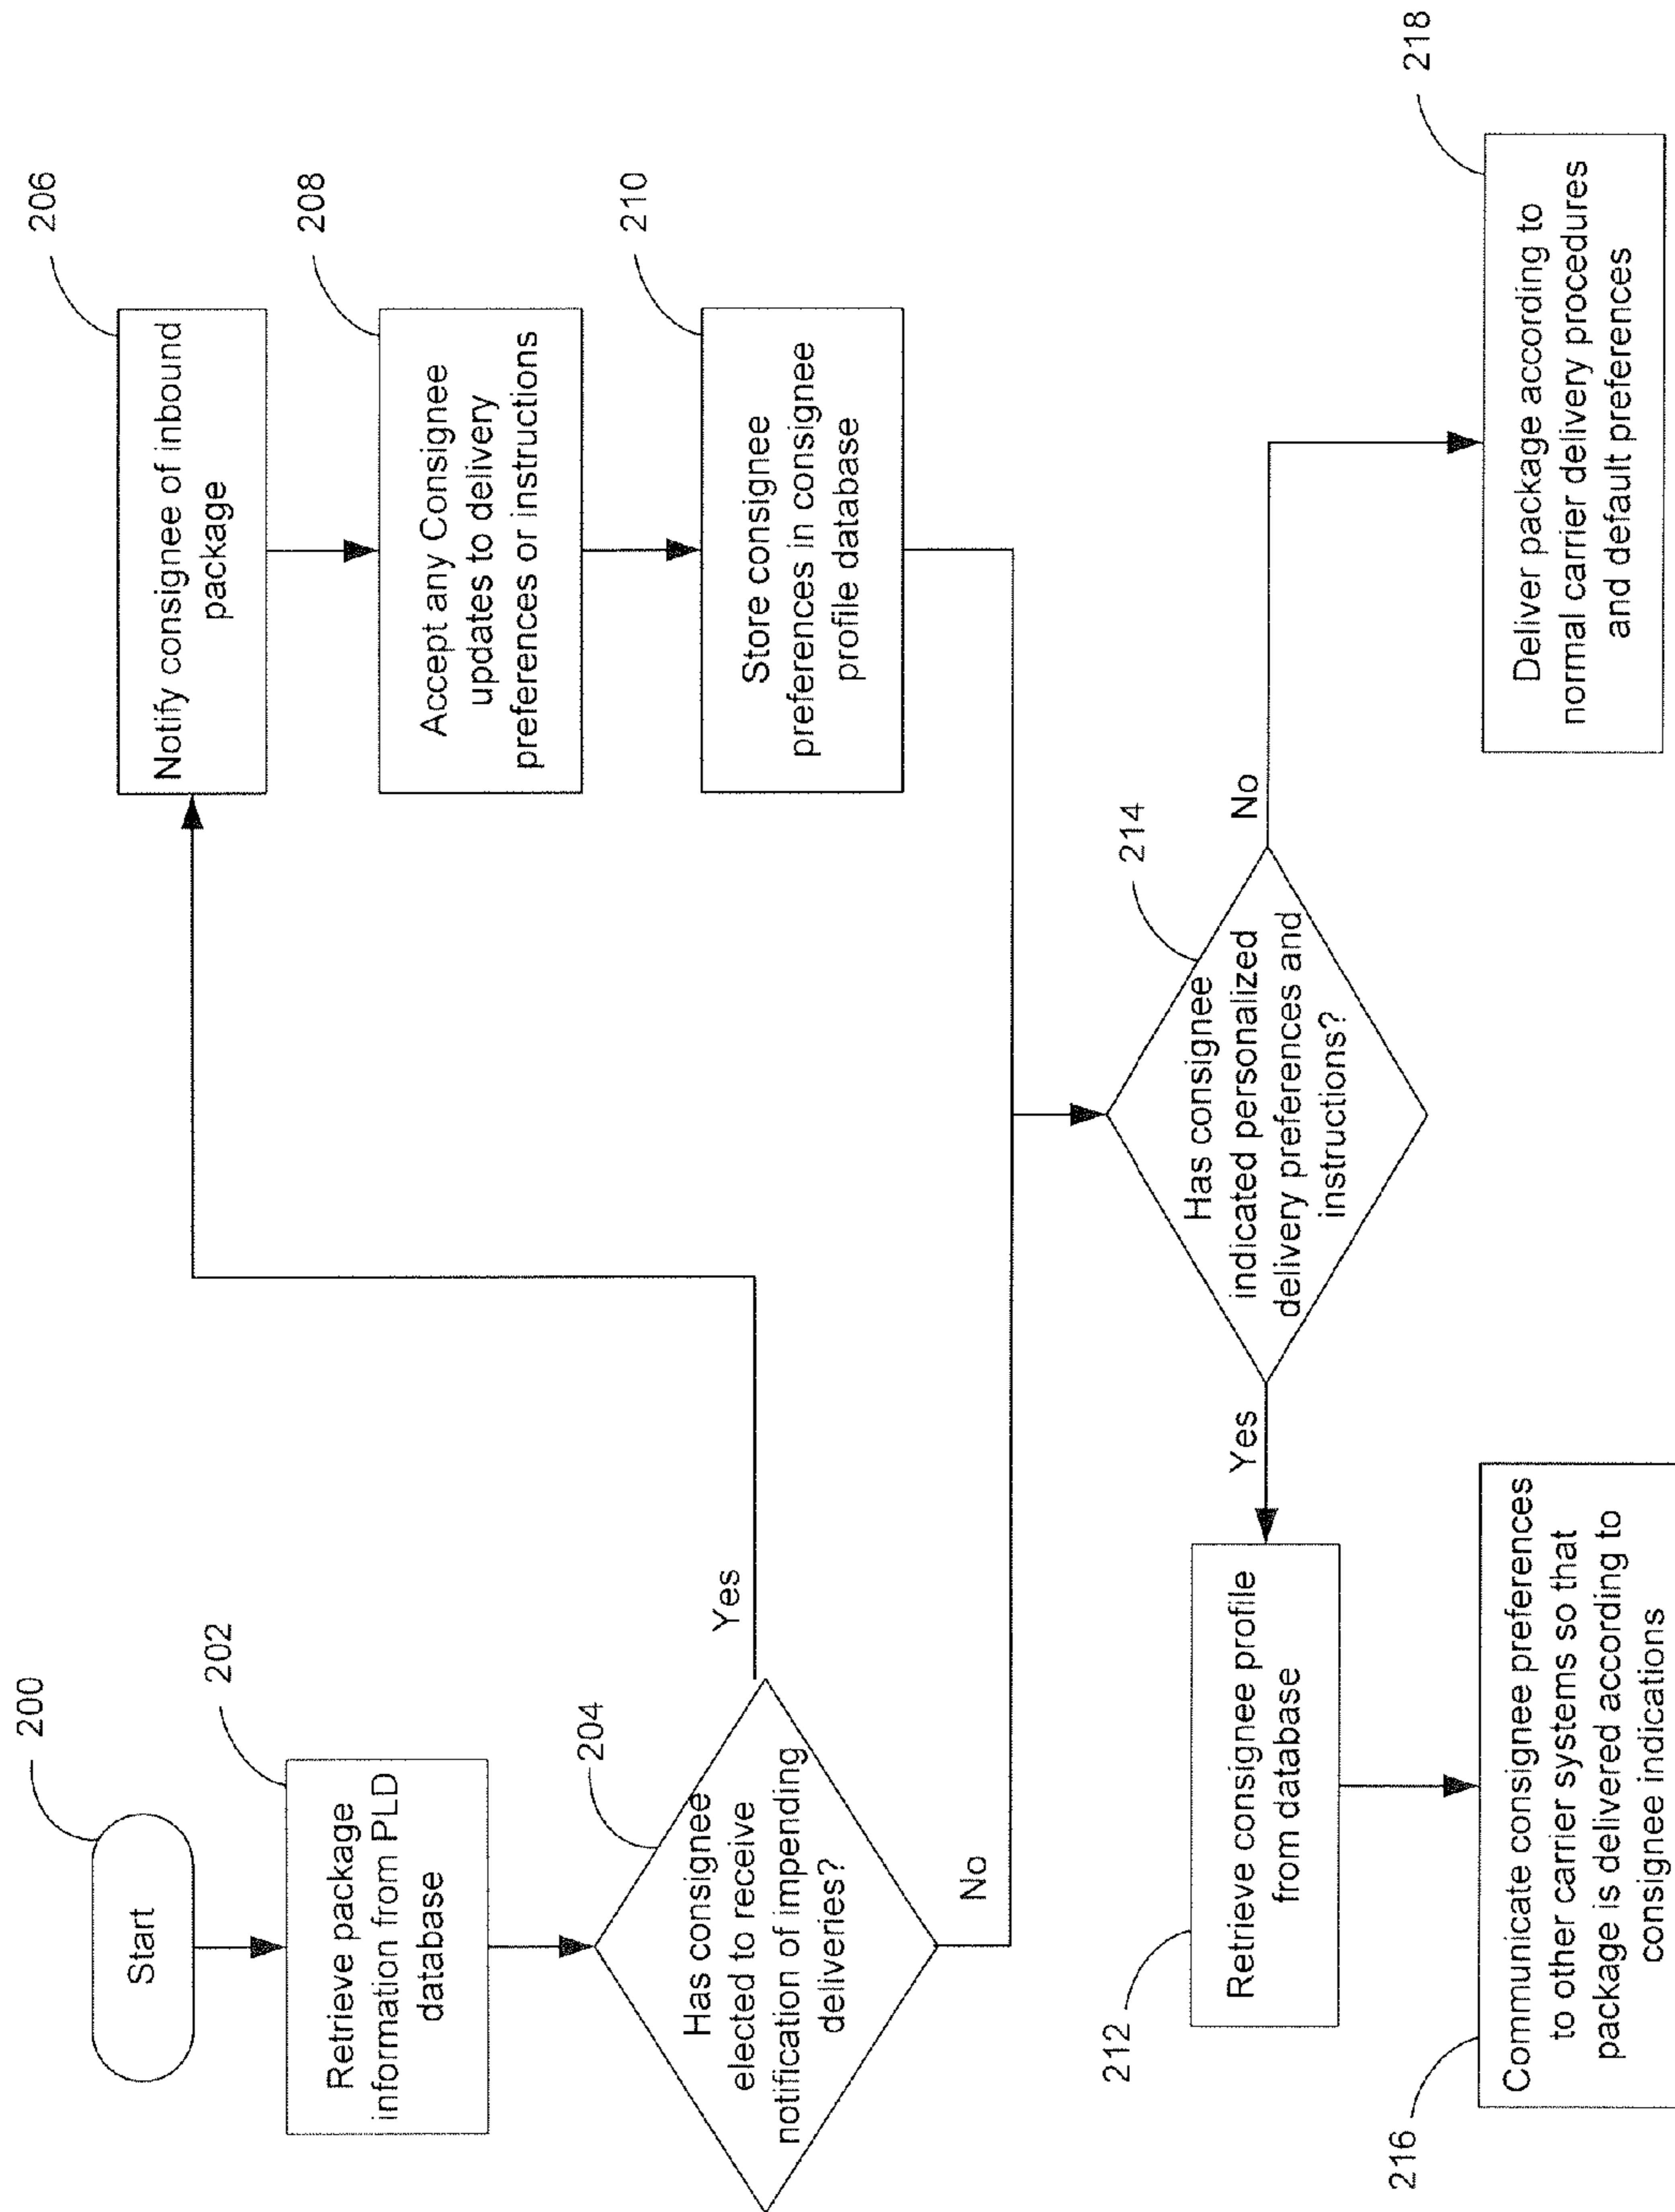 200
Start
202
Retrieve package
information from PLD
database
204
Has consignee
elected to receive
notification of impending
deliveries?
Yes
No
206
Notify consignee of inbound
package
208
Accept any Consignee
updates to delivery
preferences or instructions
210
Store consignee
preferences in consignee
profile database
214
Has consignee
indicated personalized
delivery preferences and
instructions?
Yes
No
212
Retrieve consignee profile
from database
216
Communicate consignee preferences
to other carrier systems so that
package is delivered according to
consignee indications
218
Deliver package according to
normal carrier delivery procedures
and default preferences